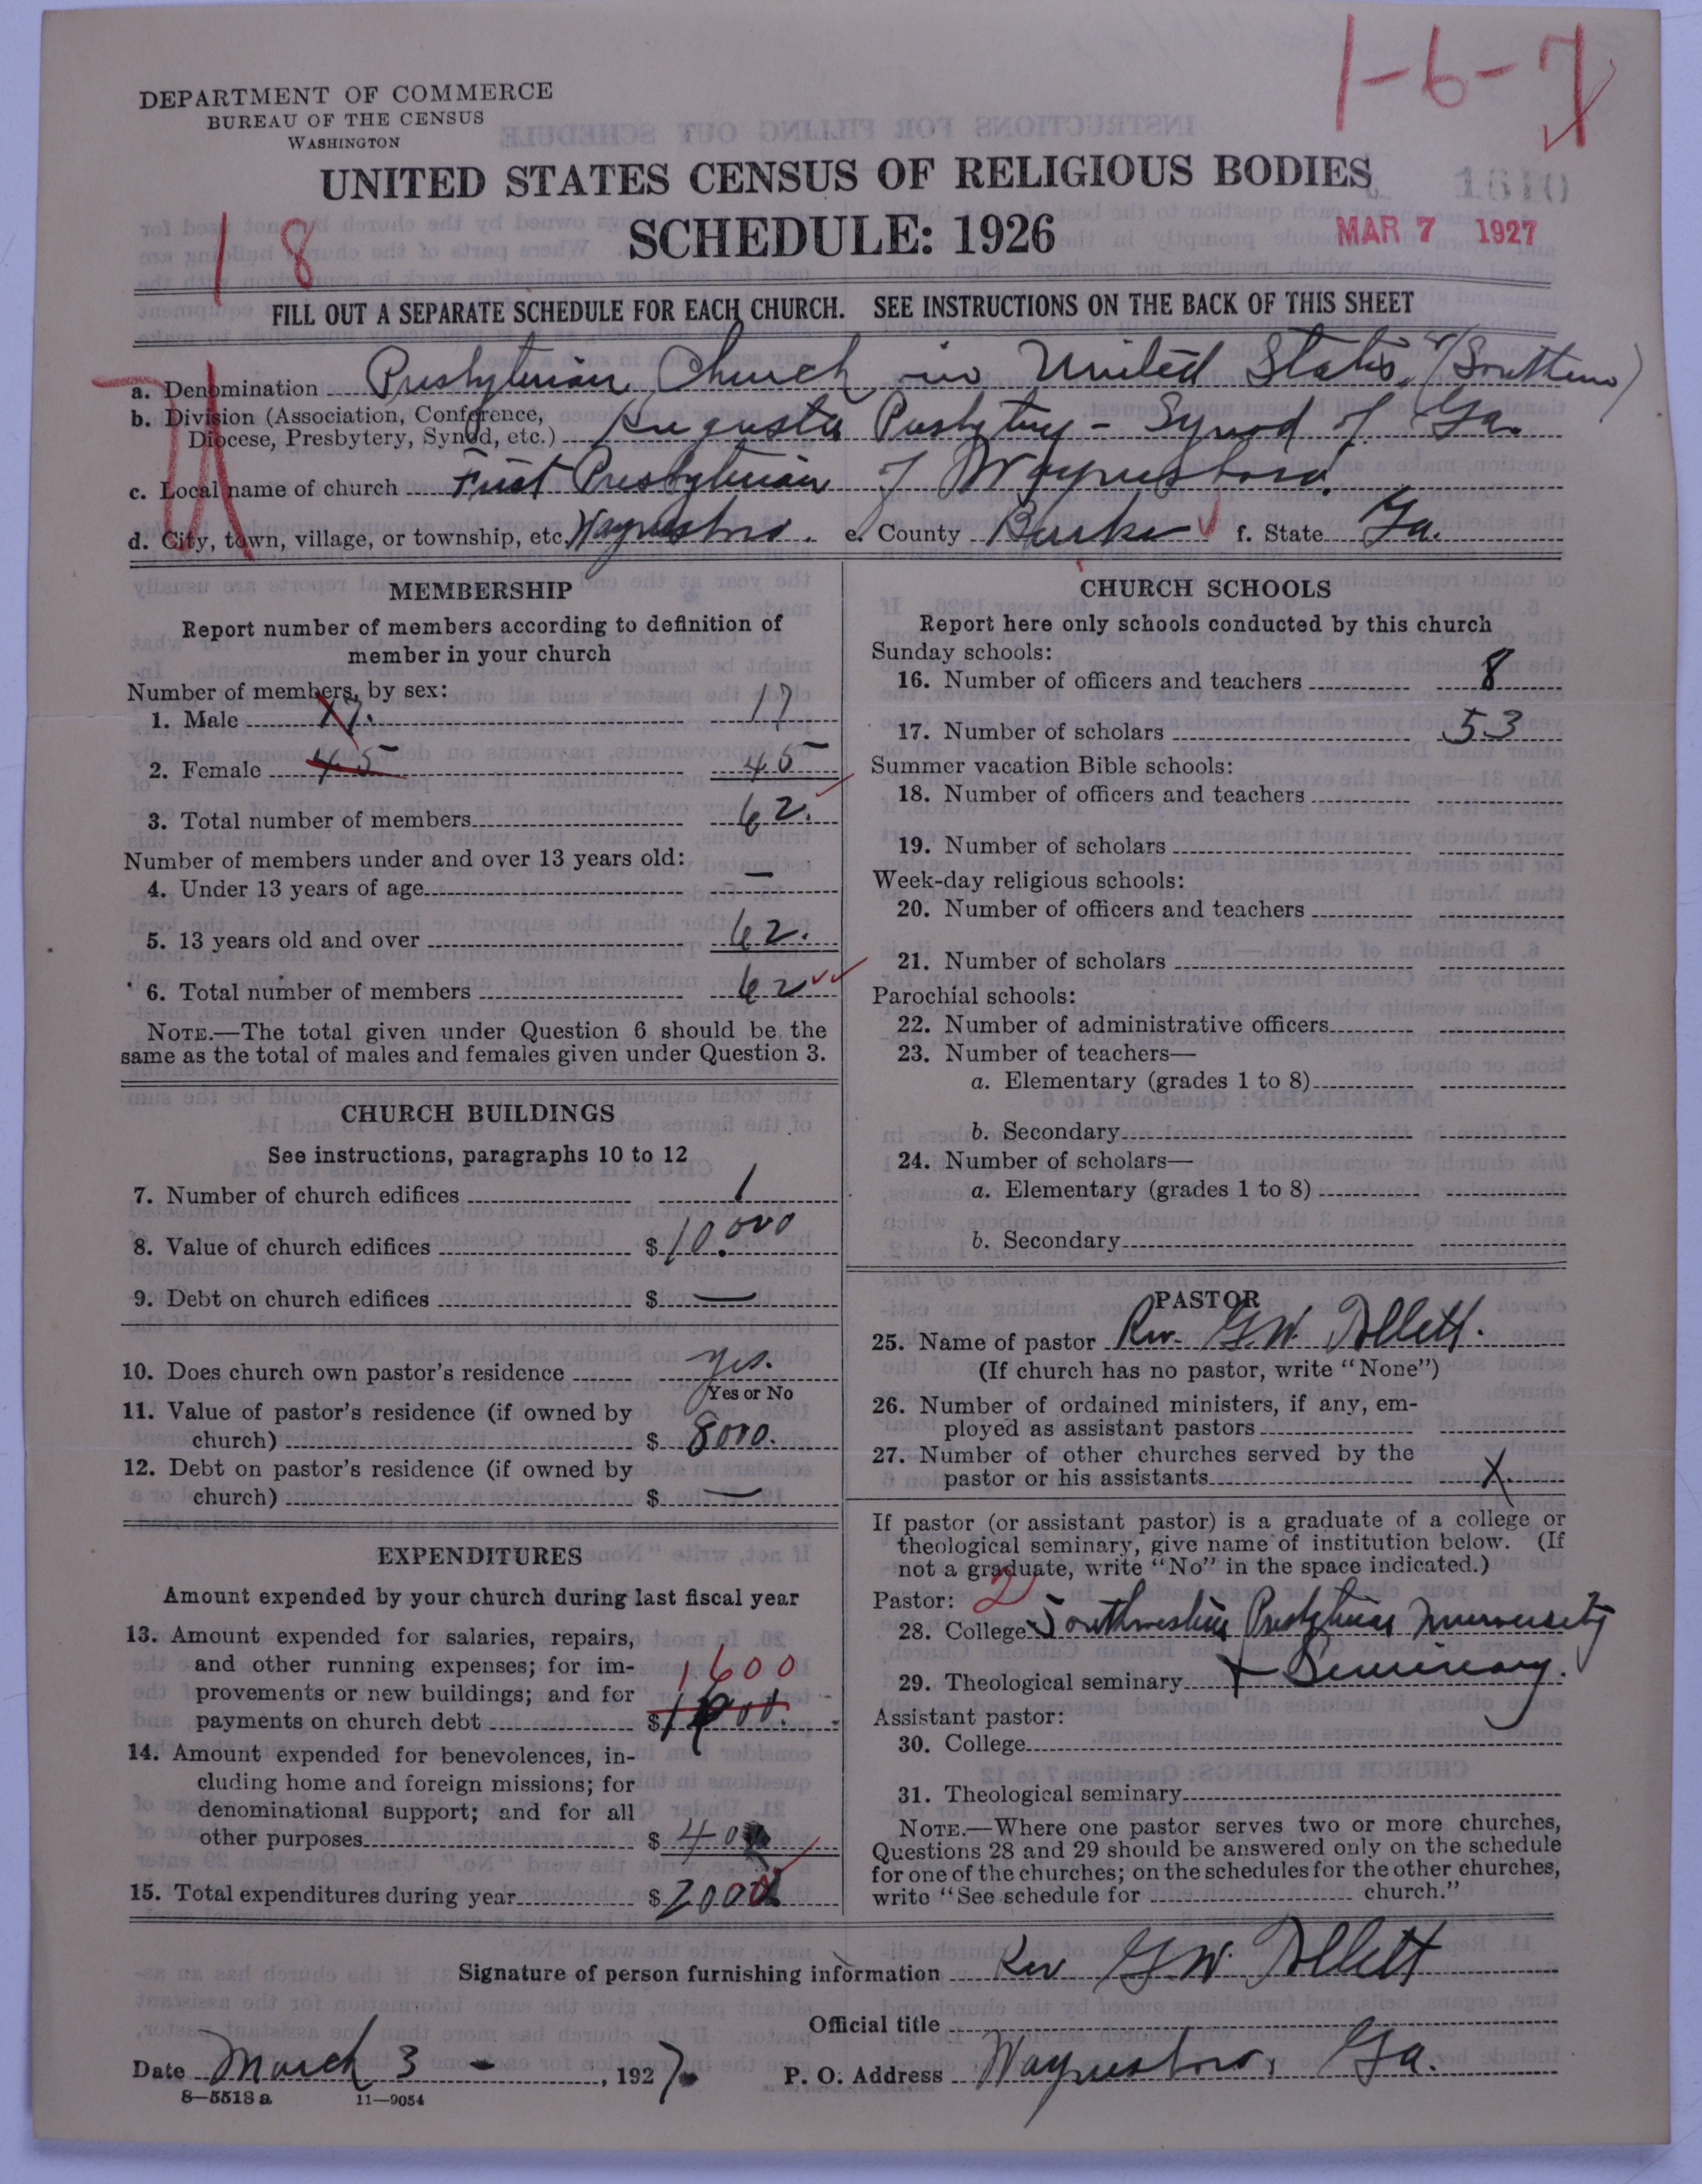 1-6-7
DEPARTMENT OF COMMERCE
BUREAU OF THE CENSUS
WASHINGTON
UNITED STATES CENSUS OF RELIGIOUS BODIES
1610
SCHEDULE: 1926
MAR 7 1927
18
FILL OUT A SEPARATE SCHEDULE FOR EACH CHURCH. SEE INSTRUCTIONS ON THE BACK OF THIS SHEET
a. Denomination Presbyterian Church in United States, (Southern)
b. Division (Association, Conference,
Diocese, Presbytery, Synod, etc.) Augusta Presbytery - Synod of Ga.
c. Local name of church First Presbyterian of Waynesboro.
d. City, town, village, or township, etc. Waynesboro. e. County Burke f. State Ga.
MEMBERSHIP
Report number of members according to definition of
member in your church
Number of members, by sex:
1. Male 17. 17
2. Female 45 45
3. Total number of members 62.
Number of members under and over 13 years old:
4. Under 13 years of age —
5. 13 years old and over 62.
6. Total number of members 62
NOTE.—The total given under Question 6 should be the
same as the total of males and females given under Question 3.
CHURCH BUILDINGS
See instructions, paragraphs 10 to 12
7. Number of church edifices 1
8. Value of church edifices $10.000
9. Debt on church edifices $ —
10. Does church own pastor's residence yes.
Yes or No
11. Value of pastor's residence (if owned by
church) $ 8000.
12. Debt on pastor's residence (if owned by
church) $ —
EXPENDITURES
Amount expended by your church during last fiscal year
13. Amount expended for salaries, repairs,
and other running expenses; for im- 1600
provements or new buildings; and for
payments on church debt $
14. Amount expended for benevolences, in-
cluding home and foreign missions; for
denominational support; and for all
other purposes $ 400
15. Total expenditures during year $ 2000
CHURCH SCHOOLS
Report here only schools conducted by this church
Sunday schools:
16. Number of officers and teachers 8
17. Number of scholars 53
Summer vacation Bible schools:
18. Number of officers and teachers
19. Number of scholars
Week-day religious schools:
20. Number of officers and teachers
21. Number of scholars
Parochial schools:
22. Number of administrative officers
23. Number of teachers—
a. Elementary (grades 1 to 8)
b. Secondary
24. Number of scholars—
a. Elementary (grades 1 to 8)
b. Secondary
PASTOR
25. Name of pastor Rev. G.W. Tollett.
(If church has no pastor, write "None")
26. Number of ordained ministers, if any, em-
ployed as assistant pastors
27. Number of other churches served by the
pastor or his assistants X.
If pastor (or assistant pastor) is a graduate of a college or
theological seminary, give name of institution below. (If
not a graduate, write "No" in the space indicated.)
Pastor: 2
28. College Southwestern Presbyterian University
29. Theological seminary + Seminary.
Assistant pastor:
30. College
31. Theological seminary
NOTE.—Where one pastor serves two or more churches,
Questions 28 and 29 should be answered only on the schedule
for one of the churches; on the schedules for the other churches,
write "See schedule for church."
Signature of person furnishing information Rev G.W. Tollett
Official title
Date March 3 - , 1927. P. O. Address Waynesboro, Ga.
8—5518 a 11—9054